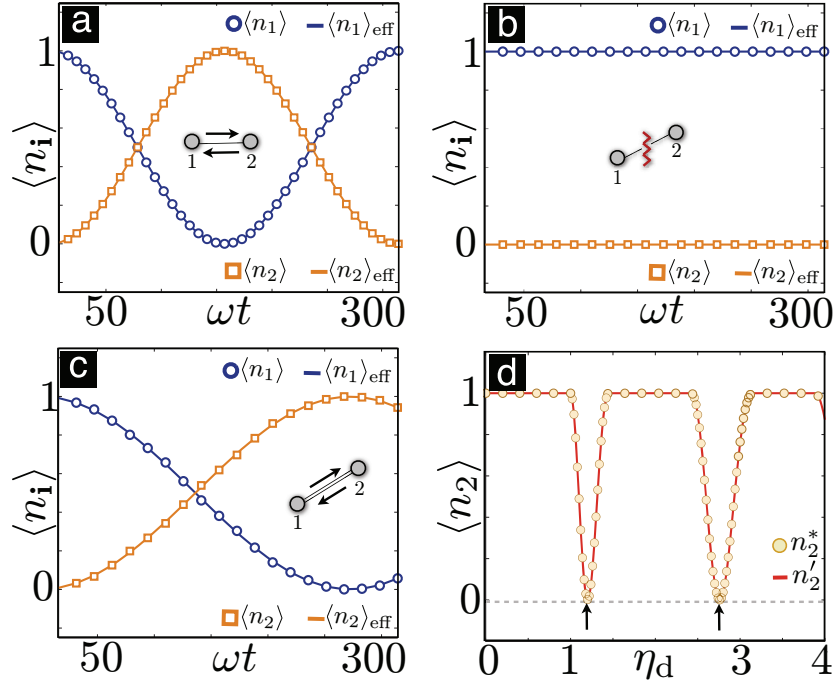 a
⟨n₁⟩ ⟨n₁⟩eff
1
0
⟨nᵢ⟩
1 2
⟨n₂⟩ ⟨n₂⟩eff
50 ωt 300
b
⟨n₁⟩ ⟨n₁⟩eff
1
0
⟨nᵢ⟩
1 2
⟨n₂⟩ ⟨n₂⟩eff
50 ωt 300
c
⟨n₁⟩ ⟨n₁⟩eff
1
0
⟨nᵢ⟩
1 2
⟨n₂⟩ ⟨n₂⟩eff
50 ωt 300
d
1
0
⟨n₂⟩
n₂*
n₂′
0 1 ηd 3 4